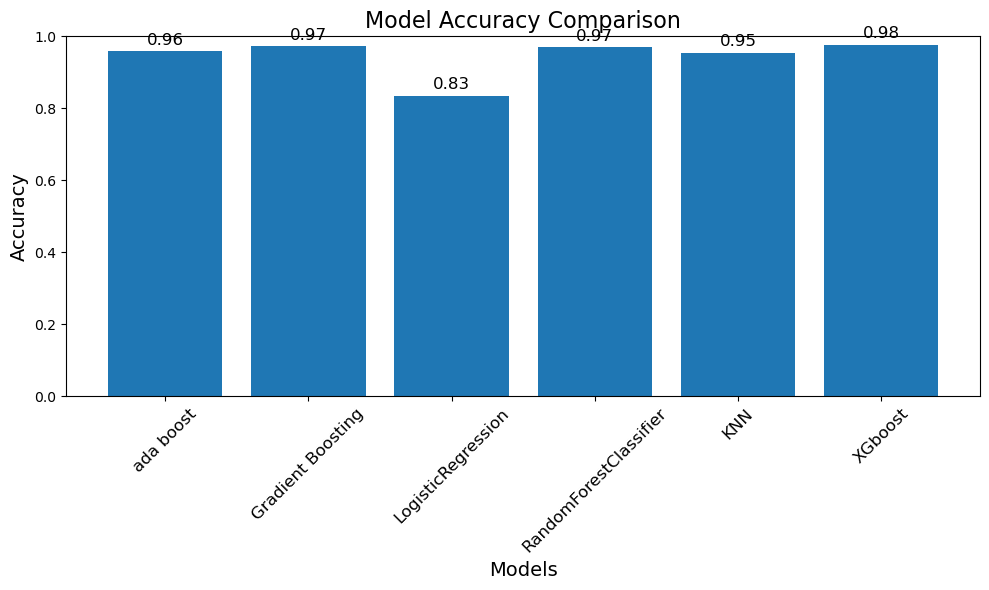 Model Accuracy Comparison
Accuracy
1.0
0.8
0.6
0.4
0.2
0.0
0.96
0.97
0.83
0.97
0.95
0.98
ada boost
Gradient Boosting
LogisticRegression
RandomForestClassifier
KNN
XGboost
Models